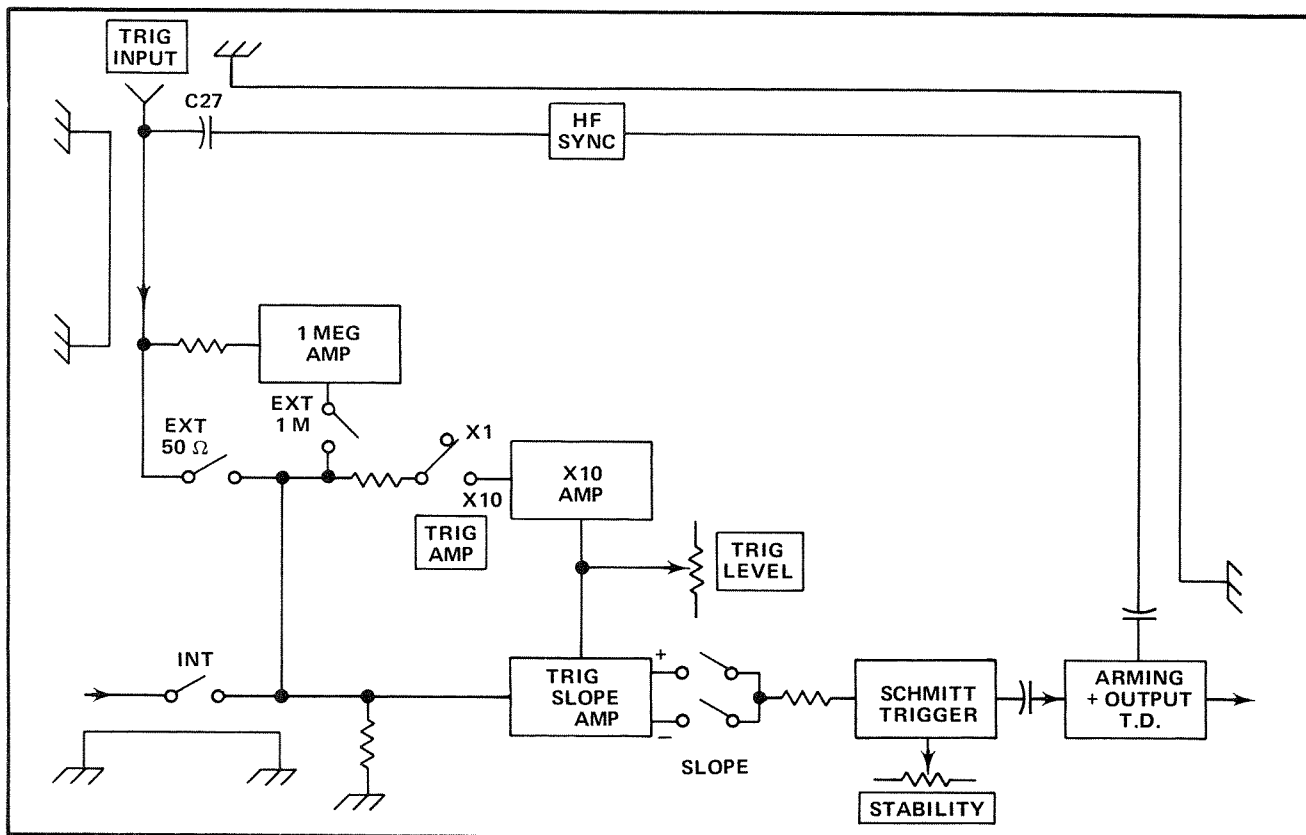 TRIG
INPUT
C27
HF
SYNC
1 MEG
AMP
EXT
1 M
EXT
50 Ω
X1
X10
X10
AMP
TRIG
AMP
TRIG
LEVEL
INT
TRIG
SLOPE
AMP
+
−
SLOPE
SCHMITT
TRIGGER
STABILITY
ARMING
+ OUTPUT
T.D.